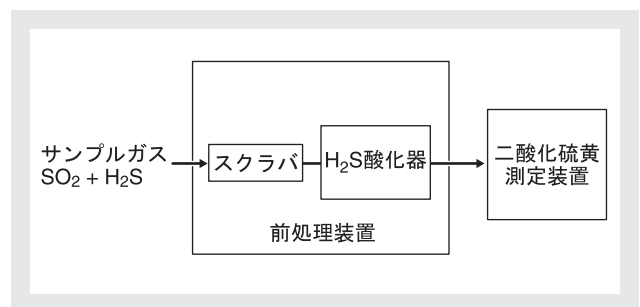 サンプルガス
SO₂ + H₂S
スクラバ
H₂S酸化器
前処理装置
二酸化硫黄
測定装置